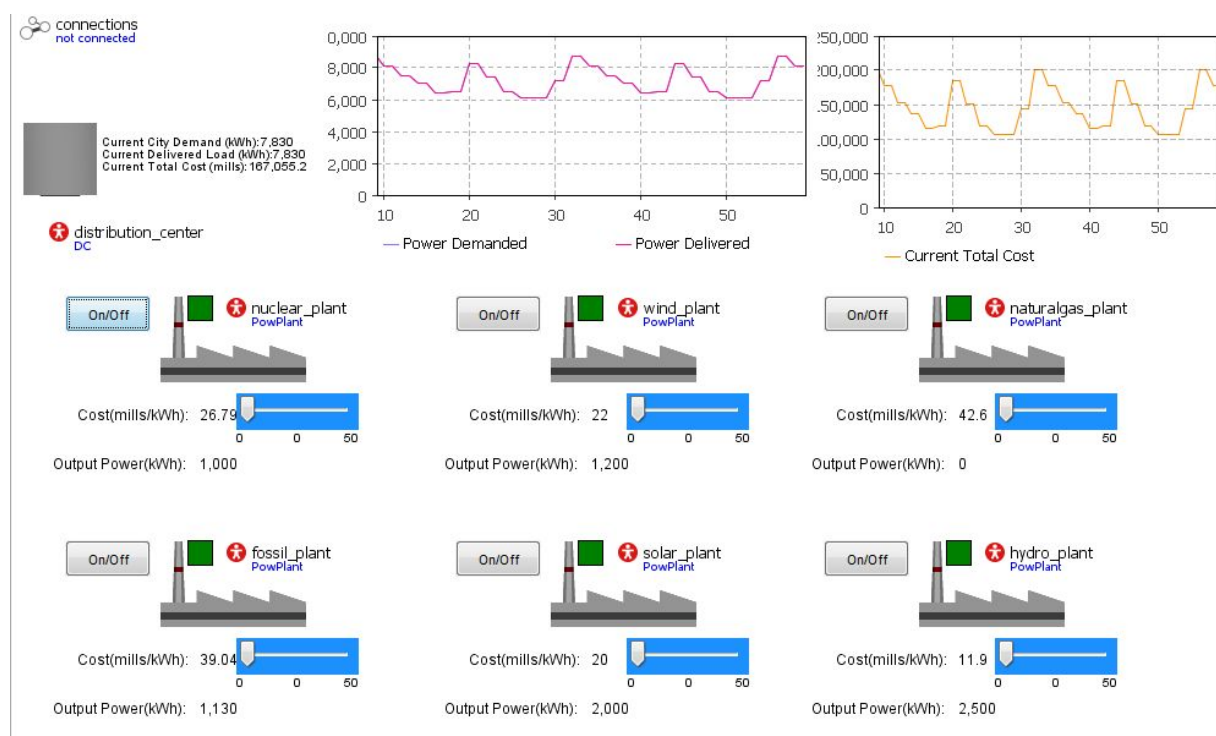 connections
not connected
Current City Demand (kWh):7,830
Current Delivered Load (kWh):7,830
Current Total Cost (mills):167,055.2
distribution_center
DC
0,000
8,000
6,000
4,000
2,000
0
10 20 30 40 50
Power Demanded Power Delivered
250,000
200,000
150,000
100,000
50,000
0
10 20 30 40 50
Current Total Cost
On/Off
nuclear_plant
PowPlant
Cost(mills/kWh): 26.79
0 0 50
Output Power(kWh): 1,000
On/Off
wind_plant
PowPlant
Cost(mills/kWh): 22
0 0 50
Output Power(kWh): 1,200
On/Off
naturalgas_plant
PowPlant
Cost(mills/kWh): 42.6
0 0 50
Output Power(kWh): 0
On/Off
fossil_plant
PowPlant
Cost(mills/kWh): 39.04
0 0 50
Output Power(kWh): 1,130
On/Off
solar_plant
PowPlant
Cost(mills/kWh): 20
0 0 50
Output Power(kWh): 2,000
On/Off
hydro_plant
PowPlant
Cost(mills/kWh): 11.9
0 0 50
Output Power(kWh): 2,500